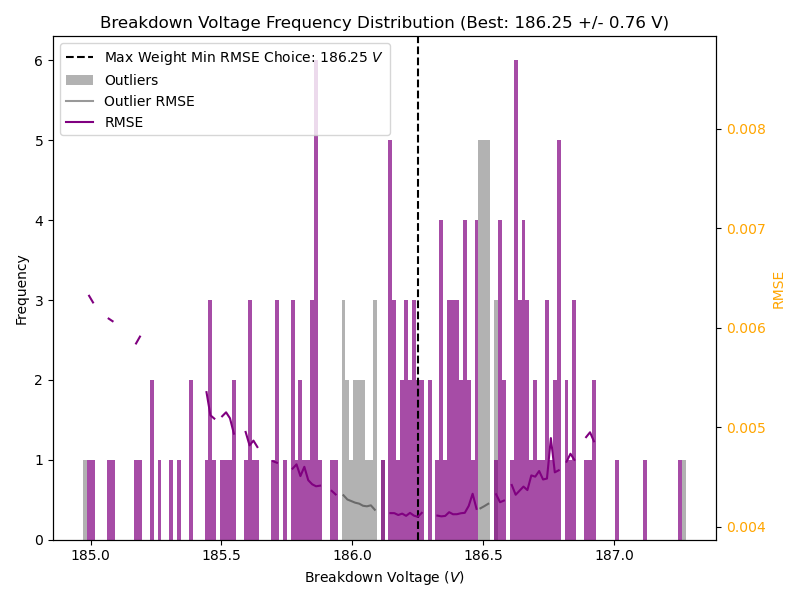 Breakdown Voltage Frequency Distribution (Best: 186.25 +/- 0.76 V)
Max Weight Min RMSE Choice: 186.25 V
Outliers
Outlier RMSE
RMSE
6
5
4
3
2
1
0
Frequency
0.008
0.007
0.006
0.005
0.004
RMSE
185.0 185.5 186.0 186.5 187.0
Breakdown Voltage (V)